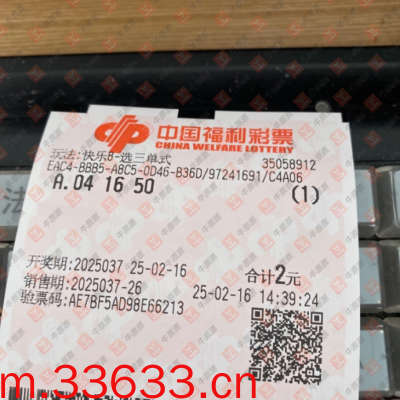 中国福利彩票
CHINA WELFARE LOTTERY
玩法:快乐8-选三单式 35058912
EAC4-BBB5-A8C5-0D46-B36D/97241691/C4A06
A.04 16 50 (1)
开奖期:2025037 25-02-16 合计2元
销售期:2025037-26 25-02-16 14:39:24
验票码:AE7BF5AD98E66213
m.33633.cn